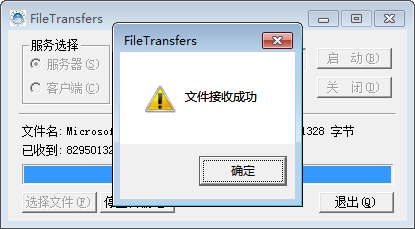 FileTransfers
服务选择
服务器(S)
客户端(C)
启 动(B)
关 闭(D)
文件名: Microsof
1328 字节
已收到: 82950132
选择文件(F)
退出(Q)
FileTransfers
文件接收成功
确定